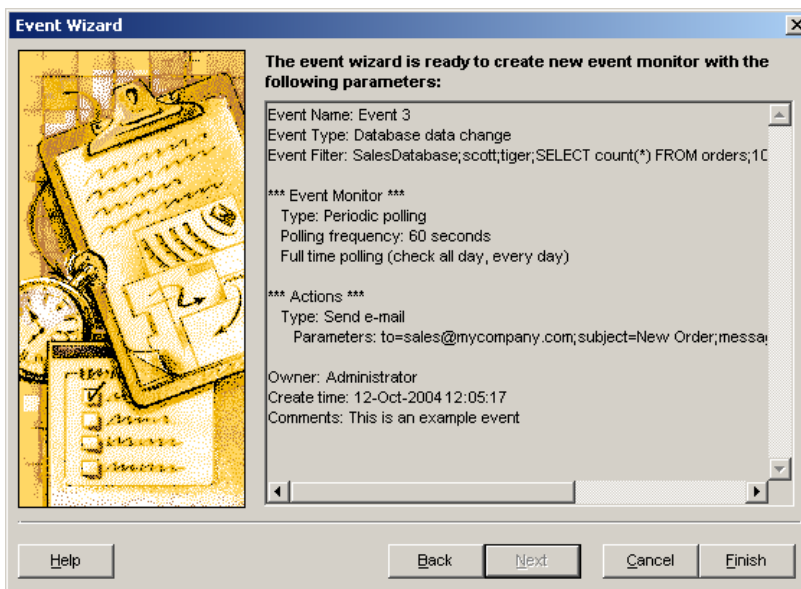 Event Wizard
The event wizard is ready to create new event monitor with the
following parameters:
Event Name: Event 3
Event Type: Database data change
Event Filter: SalesDatabase;scott;tiger;SELECT count(*) FROM orders;10
*** Event Monitor ***
Type: Periodic polling
Polling frequency: 60 seconds
Full time polling (check all day, every day)
*** Actions ***
Type: Send e-mail
Parameters: to=sales@mycompany.com;subject=New Order;messa
Owner: Administrator
Create time: 12-Oct-2004 12:05:17
Comments: This is an example event
Help
Back
Next
Cancel
Finish